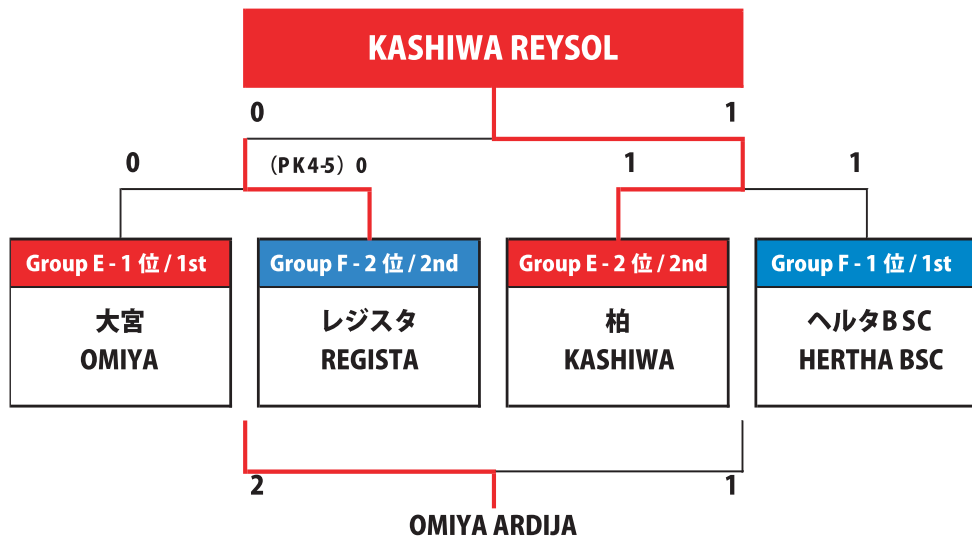 KASHIWA REYSOL
0 1
0 (PK4-5) 0 1 1
Group E - 1 位 / 1st
大宮
OMIYA
Group F - 2 位 / 2nd
レジスタ
REGISTA
Group E - 2 位 / 2nd
柏
KASHIWA
Group F - 1 位 / 1st
ヘルタB SC
HERTHA BSC
2 1
OMIYA ARDIJA